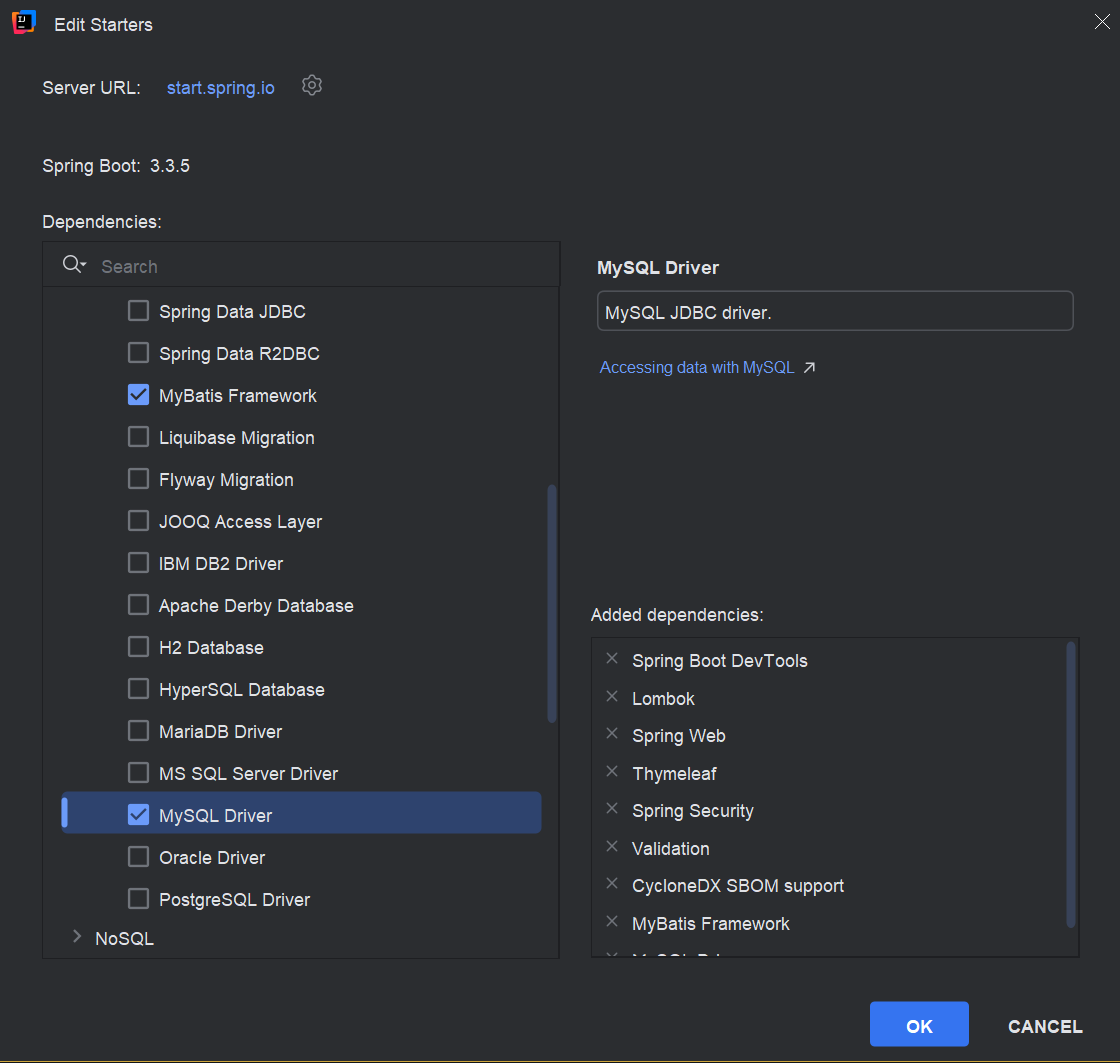 Edit Starters
Server URL: start.spring.io
Spring Boot: 3.3.5
Dependencies:
Search
Spring Data JDBC
Spring Data R2DBC
MyBatis Framework
Liquibase Migration
Flyway Migration
JOOQ Access Layer
IBM DB2 Driver
Apache Derby Database
H2 Database
HyperSQL Database
MariaDB Driver
MS SQL Server Driver
MySQL Driver
Oracle Driver
PostgreSQL Driver
NoSQL
MySQL Driver
MySQL JDBC driver.
Accessing data with MySQL
Added dependencies:
Spring Boot DevTools
Lombok
Spring Web
Thymeleaf
Spring Security
Validation
CycloneDX SBOM support
MyBatis Framework
OK
CANCEL